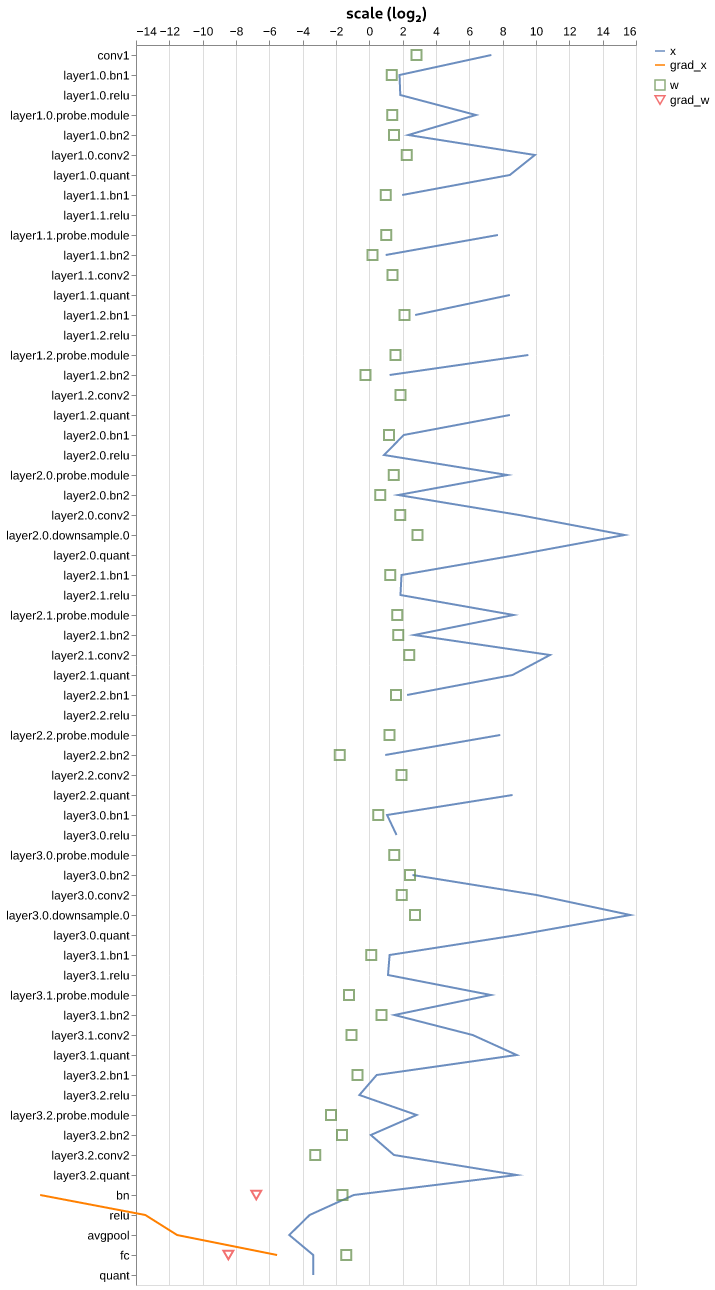 scale (log₂)
−14 −12 −10 −8 −6 −4 −2 0 2 4 6 8 10 12 14 16
x
grad_x
w
grad_w
conv1
layer1.0.bn1
layer1.0.relu
layer1.0.probe.module
layer1.0.bn2
layer1.0.conv2
layer1.0.quant
layer1.1.bn1
layer1.1.relu
layer1.1.probe.module
layer1.1.bn2
layer1.1.conv2
layer1.1.quant
layer1.2.bn1
layer1.2.relu
layer1.2.probe.module
layer1.2.bn2
layer1.2.conv2
layer1.2.quant
layer2.0.bn1
layer2.0.relu
layer2.0.probe.module
layer2.0.bn2
layer2.0.conv2
layer2.0.downsample.0
layer2.0.quant
layer2.1.bn1
layer2.1.relu
layer2.1.probe.module
layer2.1.bn2
layer2.1.conv2
layer2.1.quant
layer2.2.bn1
layer2.2.relu
layer2.2.probe.module
layer2.2.bn2
layer2.2.conv2
layer2.2.quant
layer3.0.bn1
layer3.0.relu
layer3.0.probe.module
layer3.0.bn2
layer3.0.conv2
layer3.0.downsample.0
layer3.0.quant
layer3.1.bn1
layer3.1.relu
layer3.1.probe.module
layer3.1.bn2
layer3.1.conv2
layer3.1.quant
layer3.2.bn1
layer3.2.relu
layer3.2.probe.module
layer3.2.bn2
layer3.2.conv2
layer3.2.quant
bn
relu
avgpool
fc
quant